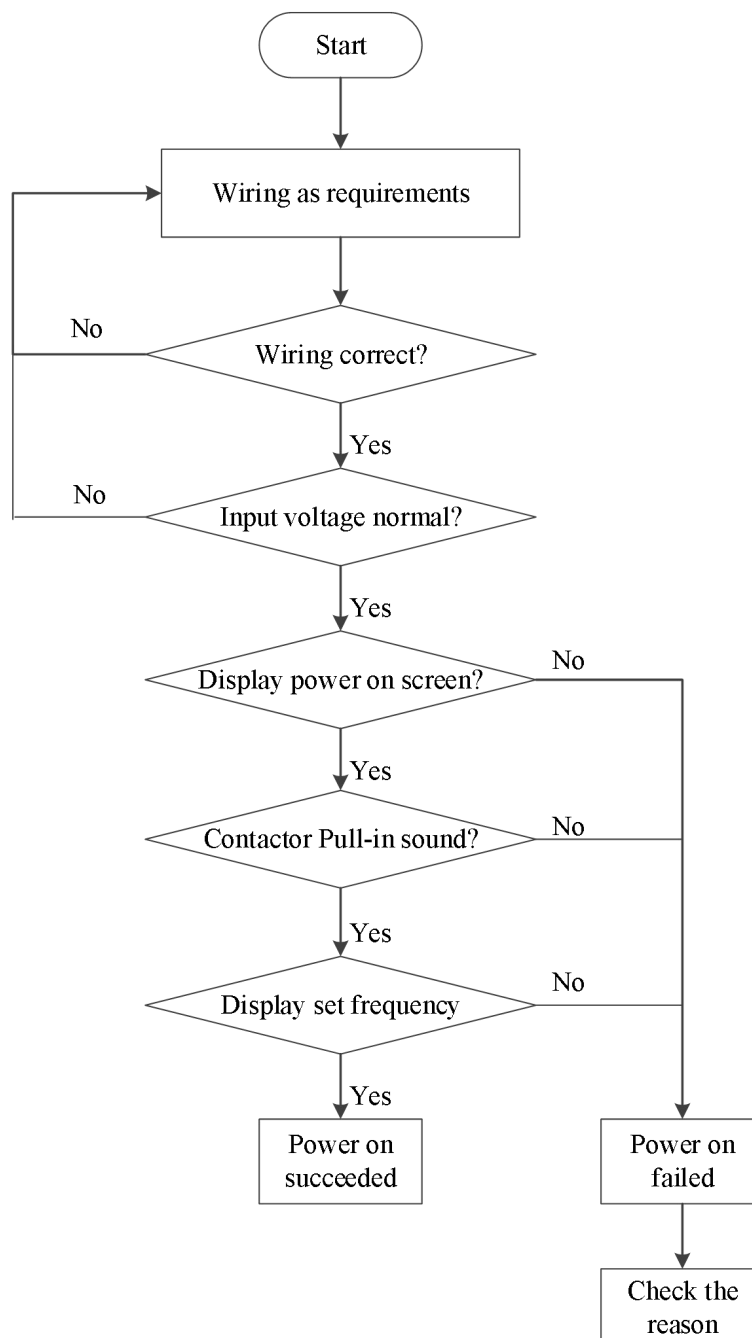 Start
Wiring as requirements
No
Wiring correct?
Yes
No
Input voltage normal?
Yes
No
Display power on screen?
Yes
No
Contactor Pull-in sound?
Yes
No
Display set frequency
Yes
Power on
succeeded
Power on
failed
Check the
reason